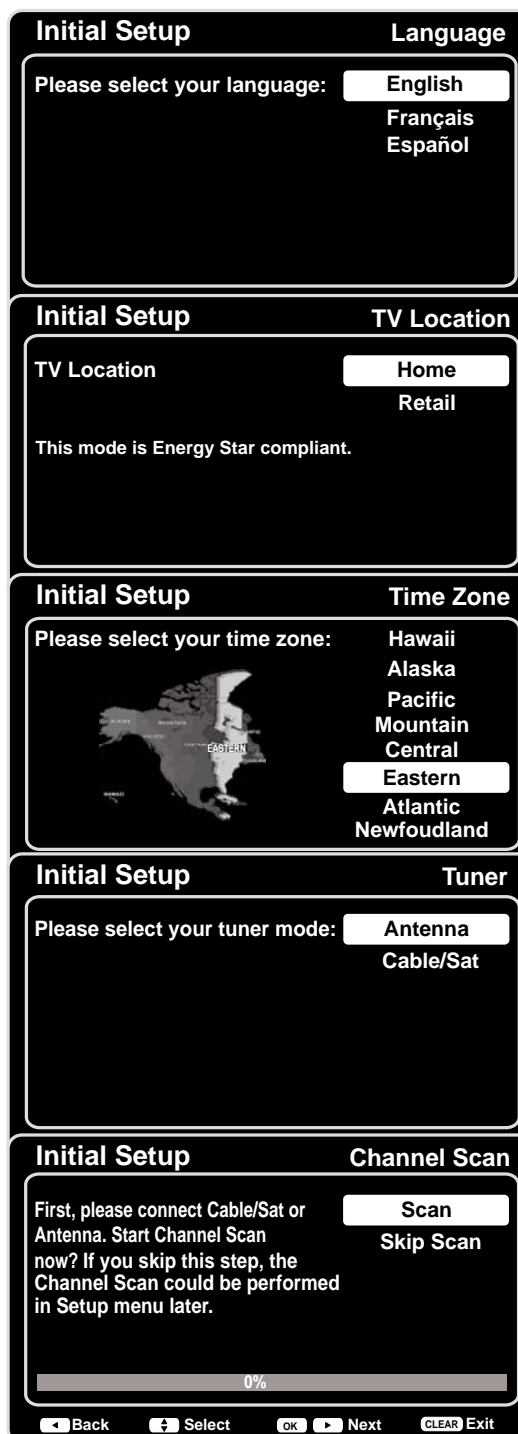 Initial Setup Language
Please select your language: English
Français
Español
Initial Setup TV Location
TV Location Home
Retail
This mode is Energy Star compliant.
Initial Setup Time Zone
Please select your time zone: Hawaii
Alaska
Pacific
Mountain
Central
Eastern
Atlantic
Newfoudland
ALASKA
MOUNTAIN
PACIFIC
EASTERN
HAWAII
Initial Setup Tuner
Please select your tuner mode: Antenna
Cable/Sat
Initial Setup Channel Scan
First, please connect Cable/Sat or
Antenna. Start Channel Scan
now? If you skip this step, the
Channel Scan could be performed
in Setup menu later.
Scan
Skip Scan
0%
Back Select OK Next CLEAR Exit